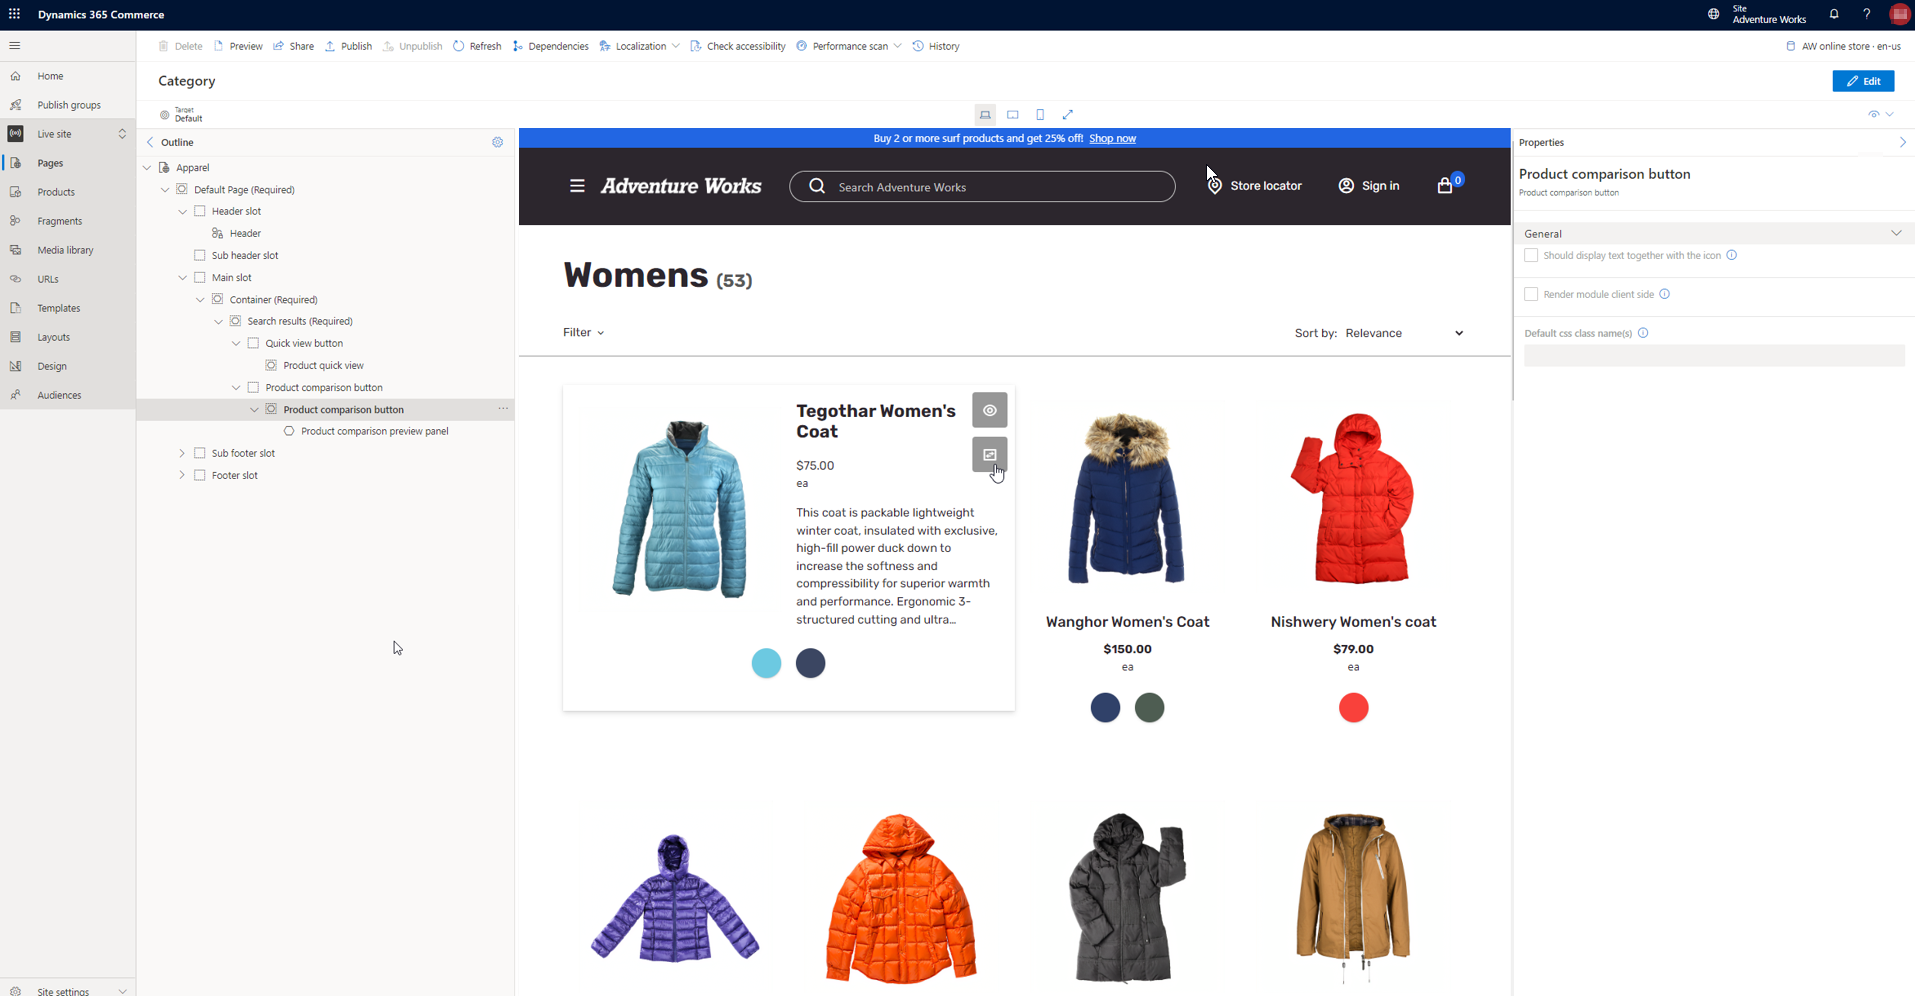 Dynamics 365 Commerce
Site
Adventure Works
?
Delete Preview Share Publish Unpublish Refresh Dependencies Localization Check accessibility Performance scan History
AW online store · en-us
Home
Publish groups
Live site
Pages
Products
Fragments
Media library
URLs
Templates
Layouts
Design
Audiences
Site settings
Category
Edit
Target
Default
Outline
Apparel
Default Page (Required)
Header slot
Header
Sub header slot
Main slot
Container (Required)
Search results (Required)
Quick view button
Product quick view
Product comparison button
Product comparison button
...
Product comparison preview panel
Sub footer slot
Footer slot
Buy 2 or more surf products and get 25% off! Shop now
Adventure Works
Search Adventure Works
Store locator
Sign in
0
Womens (53)
Filter
Sort by: Relevance
Tegothar Women's
Coat
$75.00
ea
This coat is packable lightweight
winter coat, insulated with exclusive,
high-fill power duck down to
increase the softness and
compressibility for superior warmth
and performance. Ergonomic 3-
structured cutting and ultra...
Wanghor Women's Coat
$150.00
ea
Nishwery Women's coat
$79.00
ea
Properties
Product comparison button
Product comparison button
General
Should display text together with the icon
Render module client side
Default css class name(s)